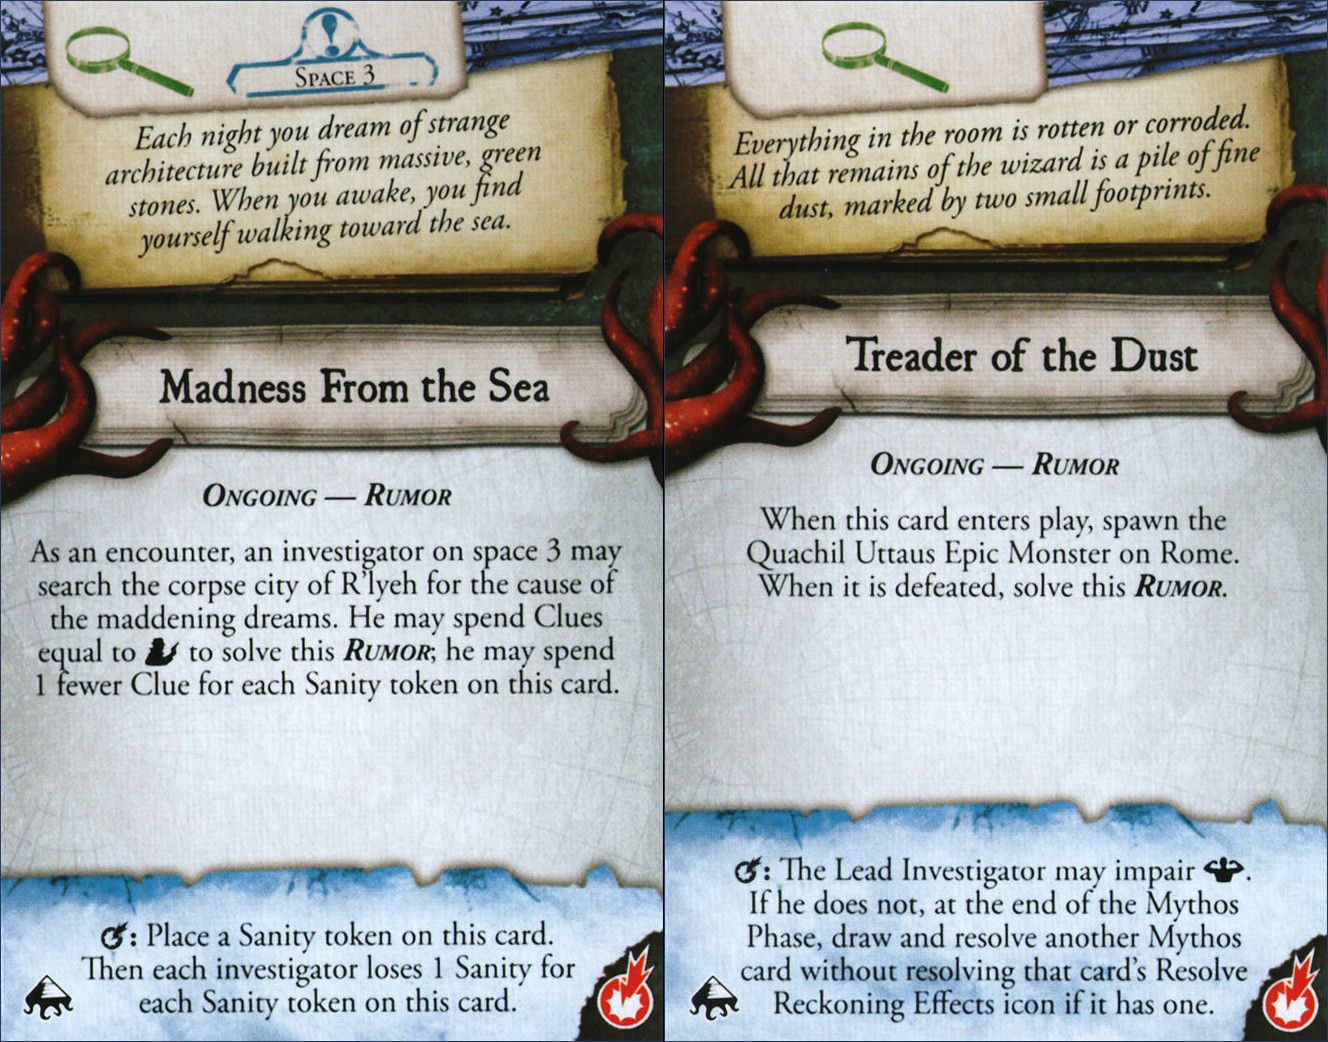 SPACE 3
Each night you dream of strange
architecture built from massive, green
stones. When you awake, you find
yourself walking toward the sea.
Madness From the Sea
ONGOING — RUMOR
As an encounter, an investigator on space 3 may
search the corpse city of R'lyeh for the cause of
the maddening dreams. He may spend Clues
equal to to solve this RUMOR; he may spend
1 fewer Clue for each Sanity token on this card.
: Place a Sanity token on this card.
Then each investigator loses 1 Sanity for
each Sanity token on this card.
Everything in the room is rotten or corroded.
All that remains of the wizard is a pile of fine
dust, marked by two small footprints.
Treader of the Dust
ONGOING — RUMOR
When this card enters play, spawn the
Quachil Uttaus Epic Monster on Rome.
When it is defeated, solve this RUMOR.
: The Lead Investigator may impair .
If he does not, at the end of the Mythos
Phase, draw and resolve another Mythos
card without resolving that card's Resolve
Reckoning Effects icon if it has one.